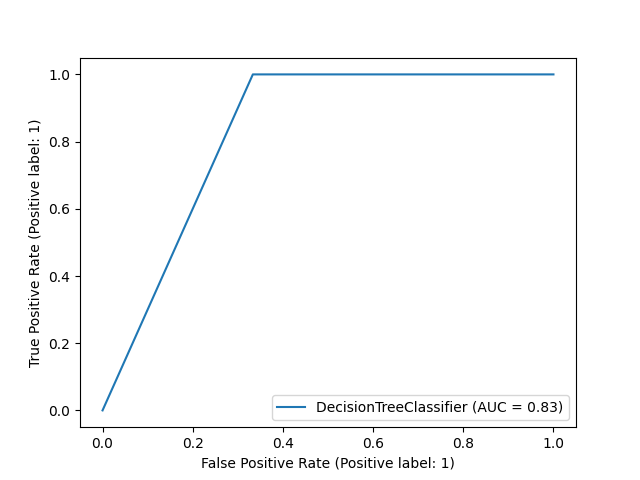 1.0
0.8
0.6
0.4
0.2
0.0
True Positive Rate (Positive label: 1)
DecisionTreeClassifier (AUC = 0.83)
0.0 0.2 0.4 0.6 0.8 1.0
False Positive Rate (Positive label: 1)